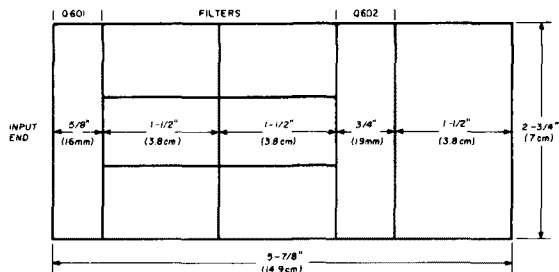 Q601 FILTERS Q602
INPUT
END
5/8"
(16mm)
1-1/2"
(3.8cm)
1-1/2"
(3.8cm)
3/4"
(19mm)
1-1/2"
(3.8cm)
2-3/4"
(7cm)
5-7/8"
(14.9cm)